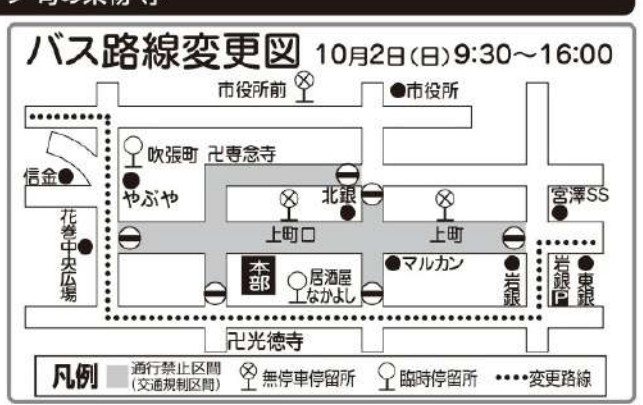 バス路線変更図 10月2日(日)9:30～16:00
市役所前
●市役所
吹張町
卍専念寺
信金●
やぶや
北銀
宮澤SS
花巻中央広場
上町口
上町
本部
居酒屋
なかよし
●マルカン
岩銀
岩銀P
東銀
卍光徳寺
凡例
通行禁止区間
(交通規制区間)
無停車停留所
臨時停留所
変更路線